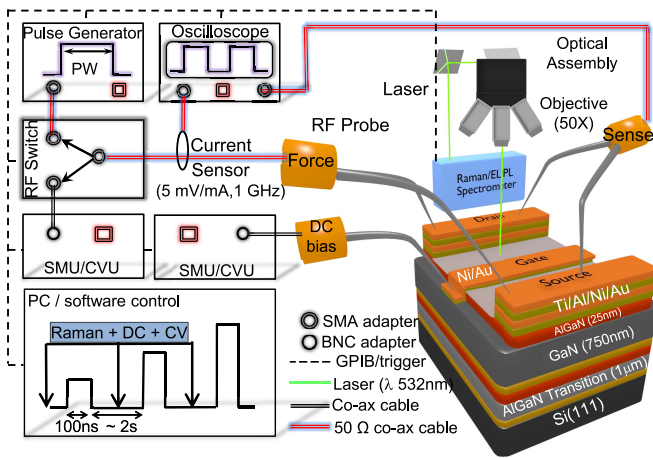 Pulse Generator
PW
Oscilloscope
Optical
Assembly
Laser
Objective
(50X)
RF Switch
Current
Sensor
(5 mV/mA,1 GHz)
RF Probe
Force
Sense
Raman/EL/PL
Spectrometer
SMU/CVU
SMU/CVU
DC
bias
Drain
Gate
Ni/Au
Source
Ti/Al/Ni/Au
AlGaN (25nm)
GaN (750nm)
AlGaN Transition (1μm)
Si(111)
PC / software control
Raman + DC + CV
100ns
~ 2s
SMA adapter
BNC adapter
GPIB/trigger
Laser (λ 532nm)
Co-ax cable
50 Ω co-ax cable